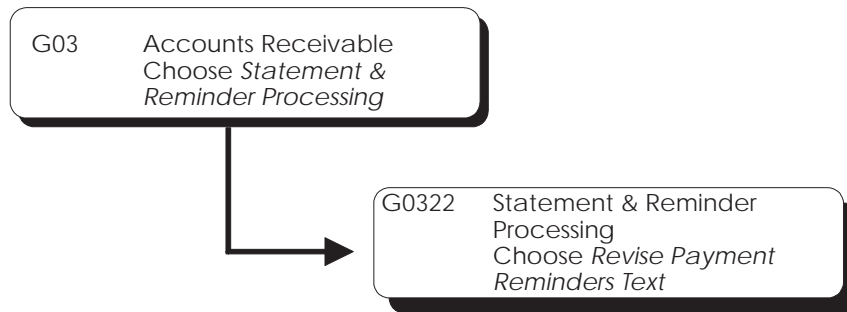 G03 Accounts Receivable
Choose Statement &
Reminder Processing
G0322 Statement & Reminder
Processing
Choose Revise Payment
Reminders Text